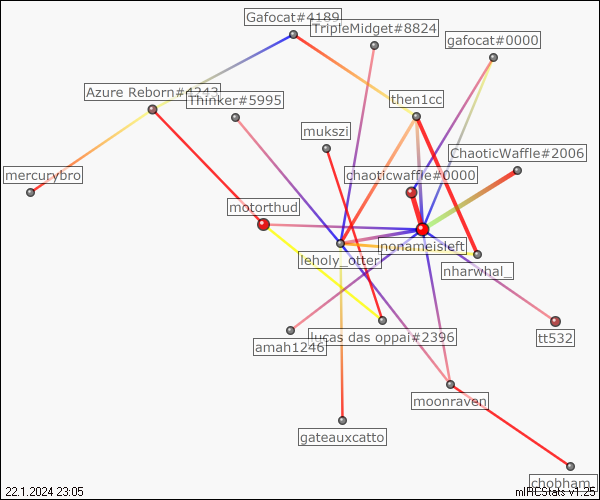 Gafocat#4189
TripleMidget#8824
gafocat#0000
Azure Reborn#4243
Thinker#5995
then1cc
mukszi
ChaoticWaffle#2006
mercurybro
chaoticwaffle#0000
motorthud
nonameisleft
leholy_otter
nharwhal_
lucas das oppai#2396
tt532
amah1246
moonraven
gateauxcatto
chobham_
22.1.2024 23:05
mIRCStats v1.25